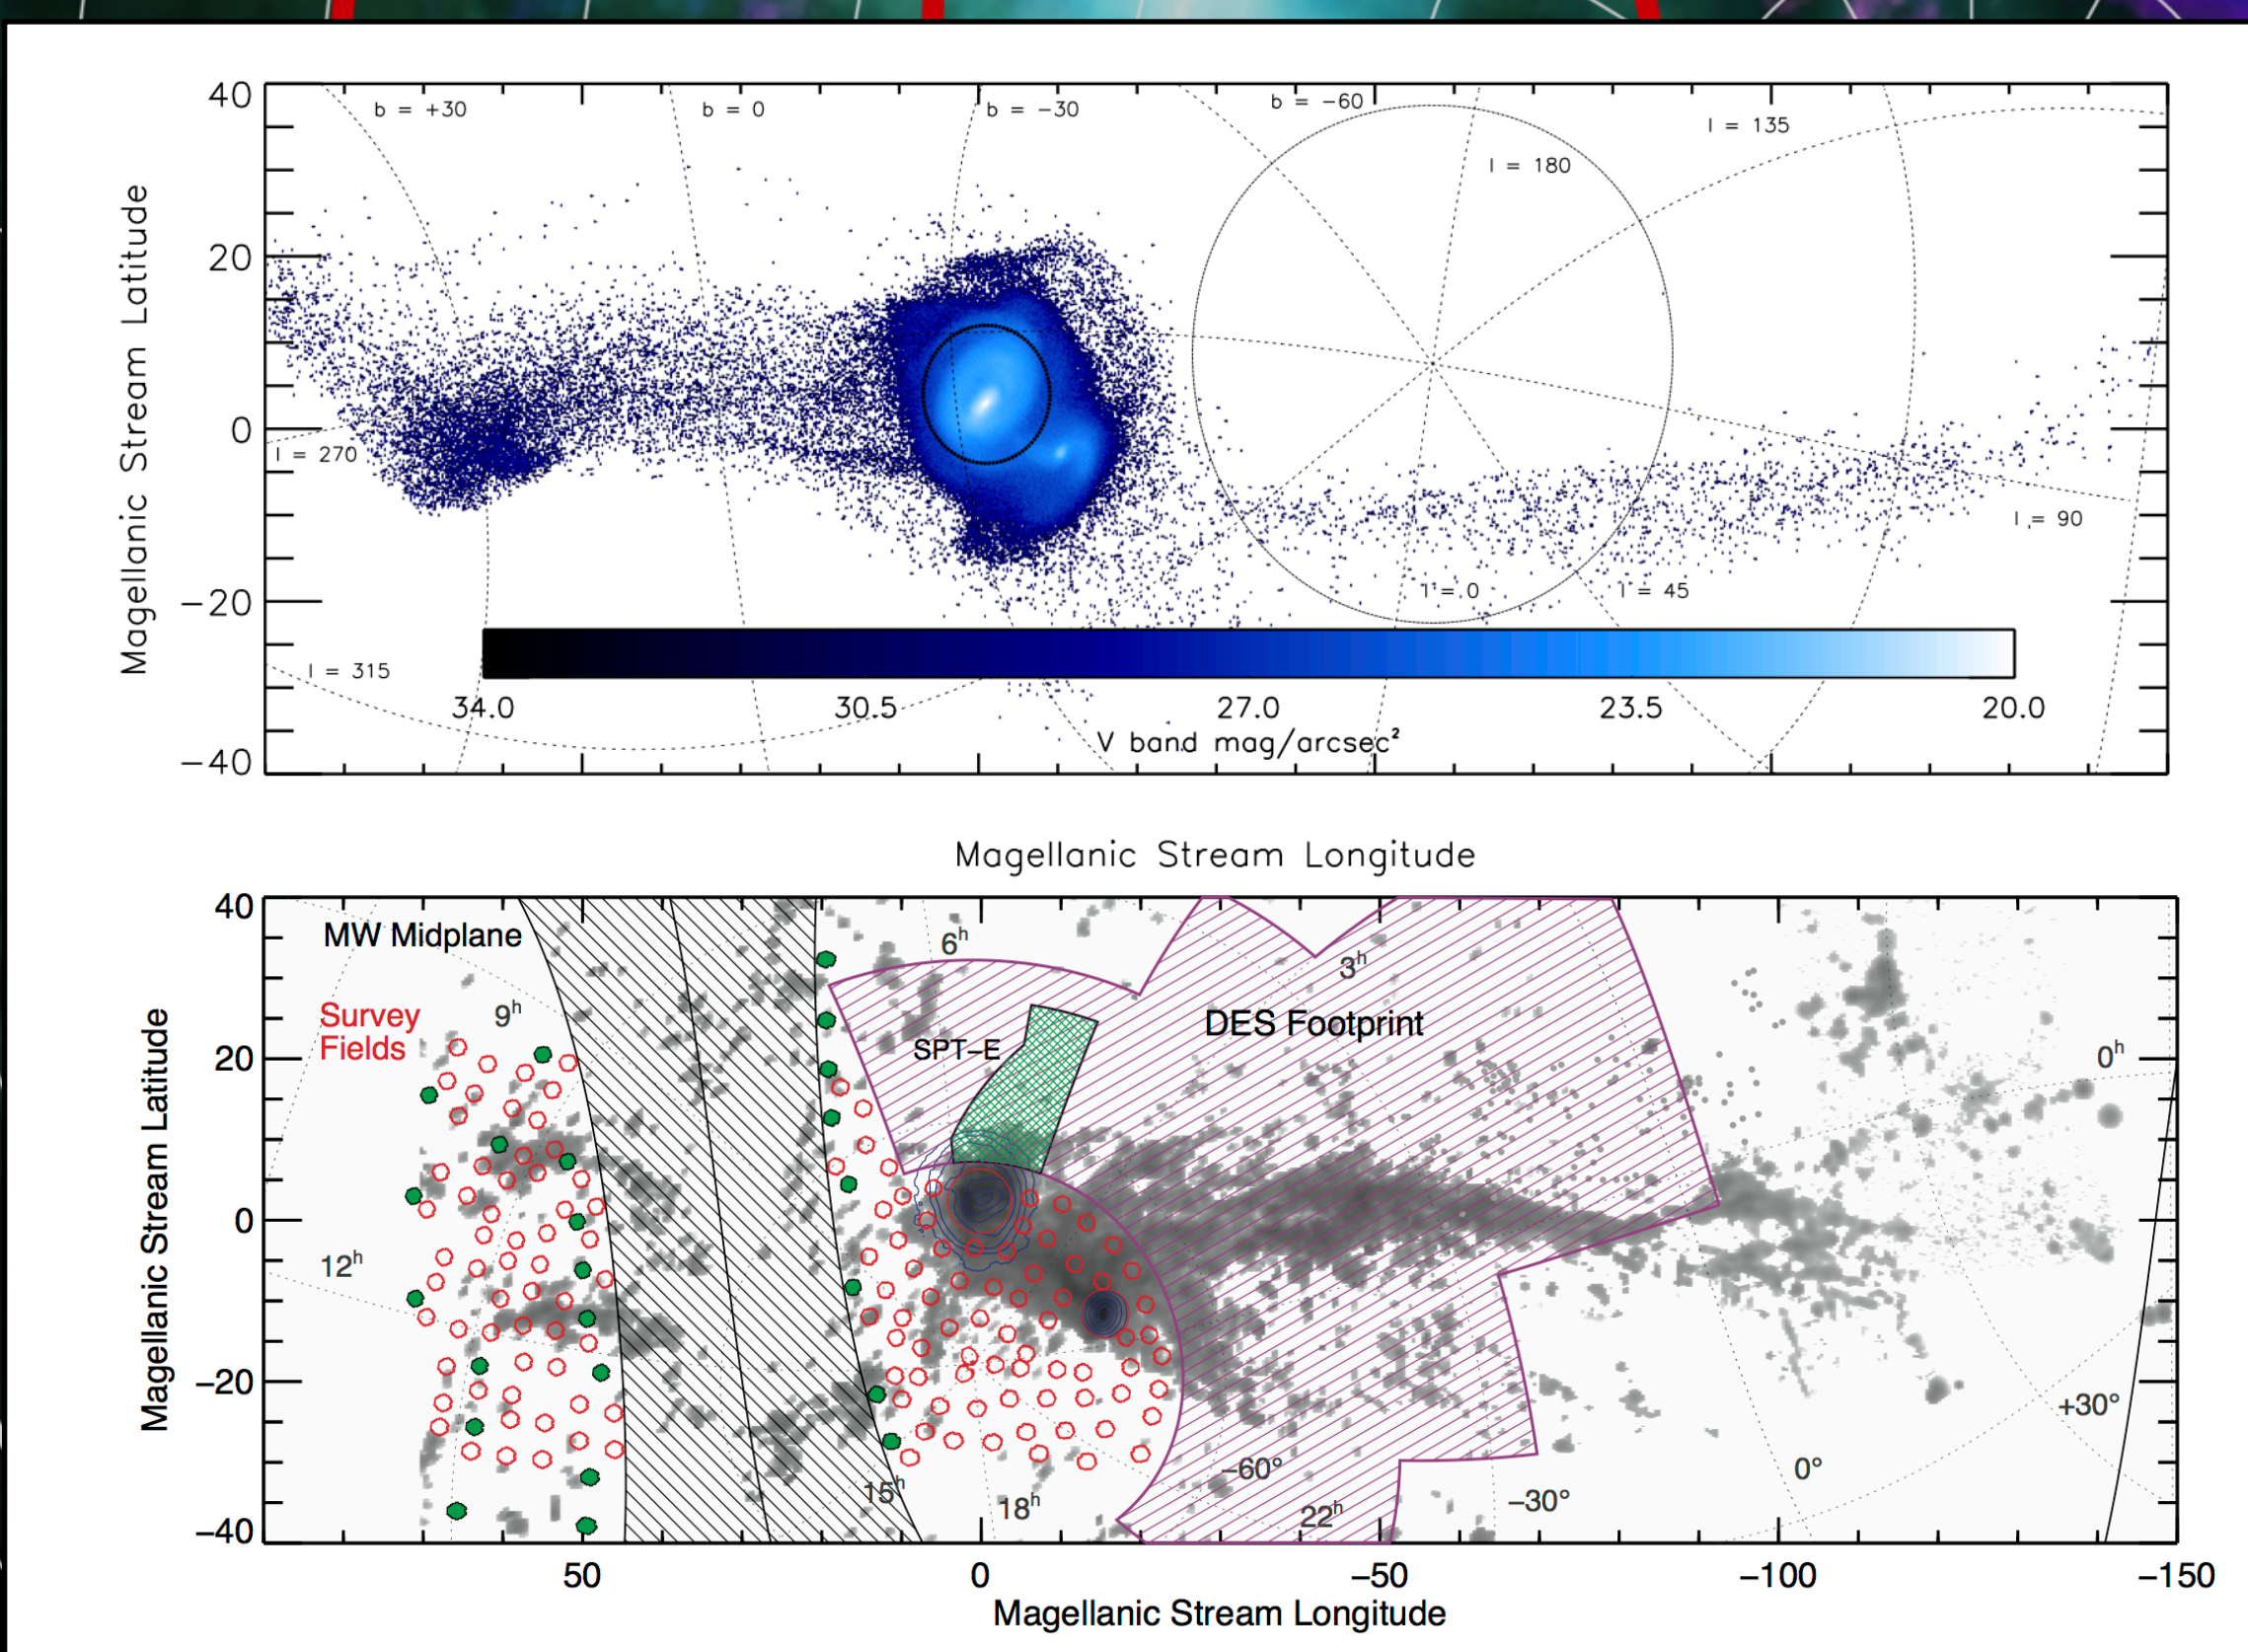 40
b = +30
b = 0
b = −30
b = −60
l = 135
l = 180
20
Magellanic Stream Latitude
0
l = 270
l = 90
−20
l = 0
l = 45
l = 315
34.0
30.5
27.0
23.5
20.0
V band mag/arcsec²
−40
Magellanic Stream Longitude
40
MW Midplane
6ʰ
3ʰ
Survey
Fields
9ʰ
DES Footprint
SPT−E
20
0ʰ
Magellanic Stream Latitude
0
12ʰ
−20
+30°
−60°
0°
15ʰ
18ʰ
22ʰ
−30°
−40
50
0
−50
−100
−150
Magellanic Stream Longitude